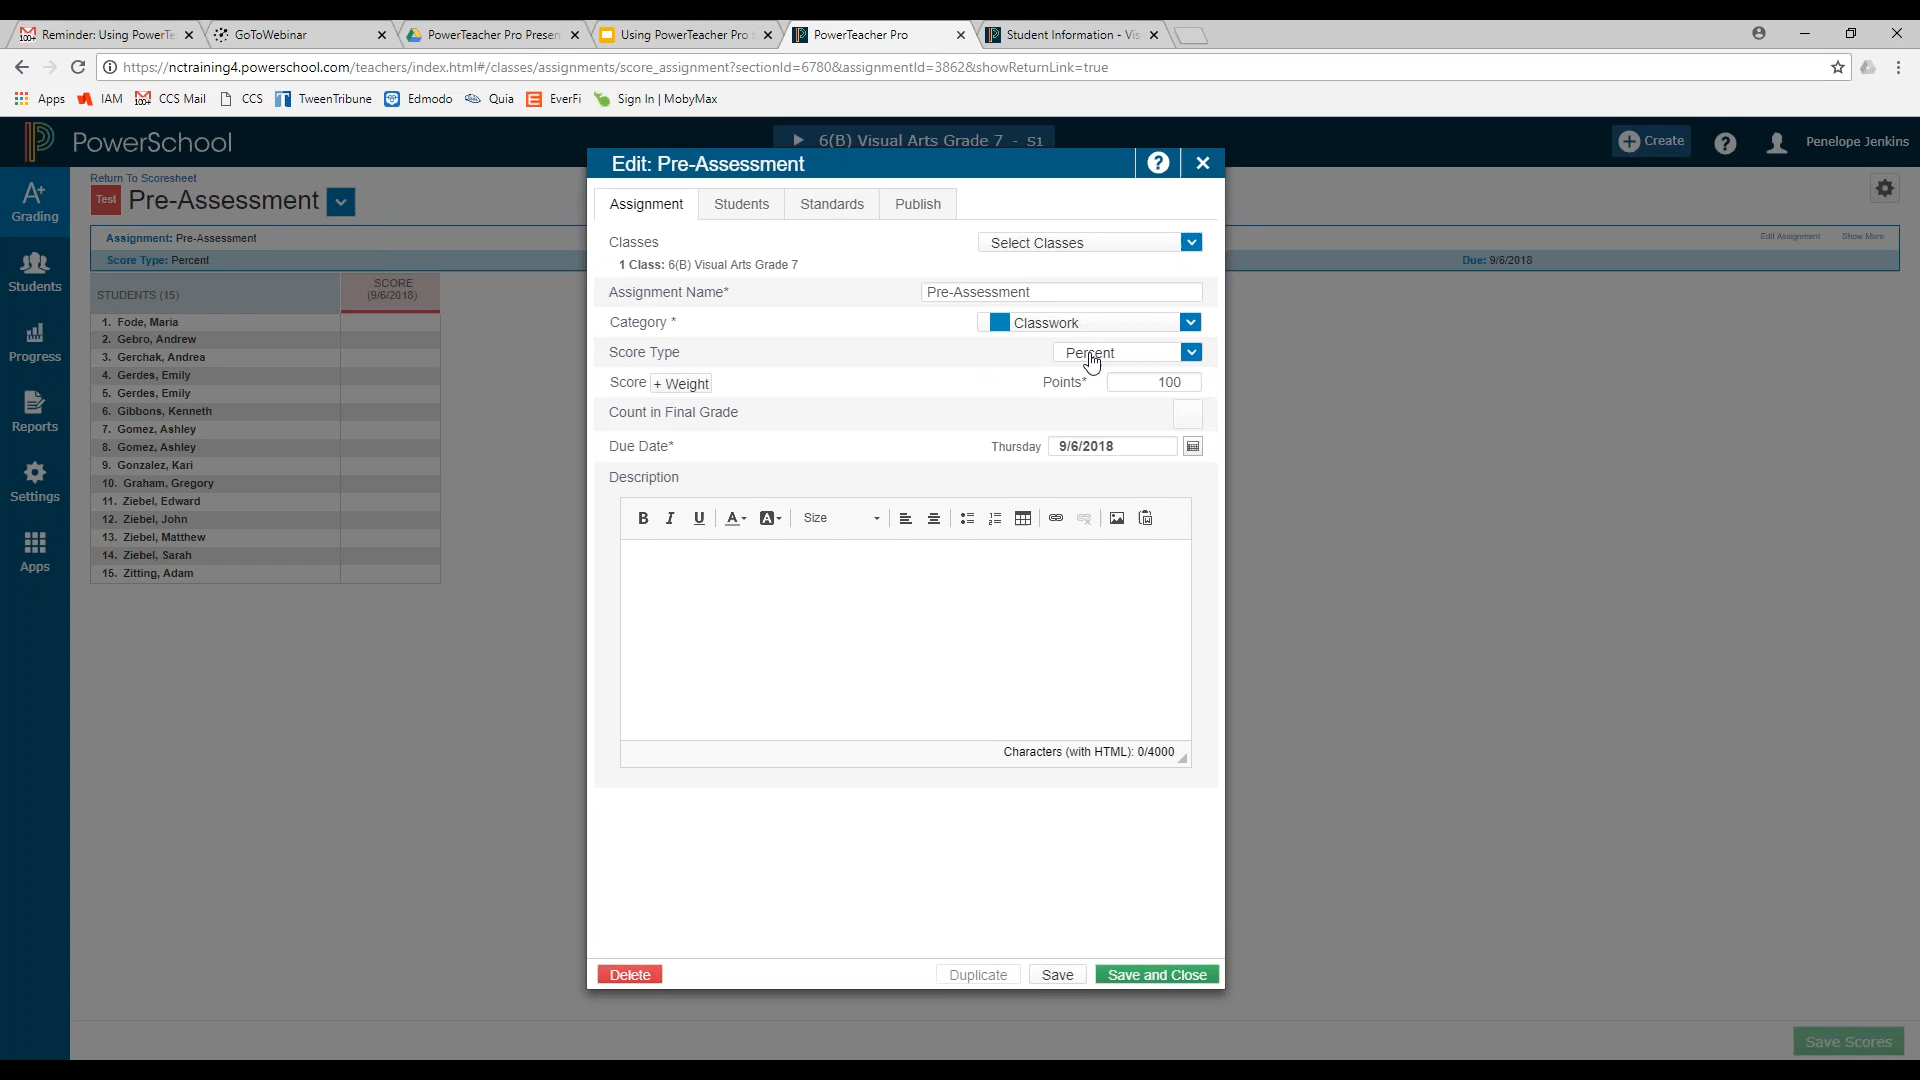 Reminder: Using PowerTe
GoToWebinar
PowerTeacher Pro Presen
Using PowerTeacher Pro t
PowerTeacher Pro
Student Information - Vis
https://nctraining4.powerschool.com/teachers/index.html#/classes/assignments/score_assignment?sectionId=6780&assignmentId=3862&showReturnLink=true
Apps IAM CCS Mail CCS TweenTribune Edmodo Quia EverFi Sign In | MobyMax
PowerSchool
6(B) Visual Arts Grade 7 - S1
Create
Penelope Jenkins
Grading
Students
Progress
Reports
Settings
Apps
Return To Scoresheet
Test Pre-Assessment
Assignment: Pre-Assessment
Edit Assignment Show More
Score Type: Percent
Due: 9/6/2018
STUDENTS (15)
SCORE
(9/6/2018)
1. Fode, Maria
2. Gebro, Andrew
3. Gerchak, Andrea
4. Gerdes, Emily
5. Gerdes, Emily
6. Gibbons, Kenneth
7. Gomez, Ashley
8. Gomez, Ashley
9. Gonzalez, Kari
10. Graham, Gregory
11. Ziebel, Edward
12. Ziebel, John
13. Ziebel, Matthew
14. Ziebel, Sarah
15. Zitting, Adam
Edit: Pre-Assessment
Assignment Students Standards Publish
Classes Select Classes
1 Class: 6(B) Visual Arts Grade 7
Assignment Name* Pre-Assessment
Category * Classwork
Score Type Percent
Score + Weight Points* 100
Count in Final Grade
Due Date* Thursday 9/6/2018
Description
B I U A A Size
Characters (with HTML): 0/4000
Delete Duplicate Save Save and Close
Save Scores